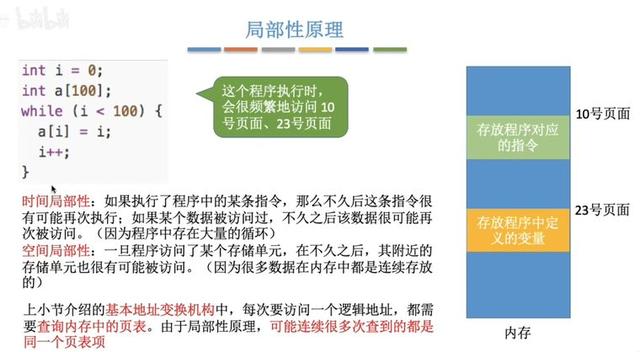 bilibili
局部性原理
int i = 0;
int a[100];
while (i < 100) {
a[i] = i;
i++;
}
这个程序执行时，
会很频繁地访问 10
号页面、23号页面
时间局部性：如果执行了程序中的某条指令，那么不久后这条指令很
有可能再次执行；如果某个数据被访问过，不久之后该数据很可能再
次被访问。（因为程序中存在大量的循环）
空间局部性：一旦程序访问了某个存储单元，在不久之后，其附近的
存储单元也很有可能被访问。（因为很多数据在内存中都是连续存放
的）
上小节介绍的基本地址变换机构中，每次要访问一个逻辑地址，都需
要查询内存中的页表。由于局部性原理，可能连续很多次查到的都是
同一个页表项
存放程序对应
的指令
10号页面
存放程序中定
义的变量
23号页面
内存